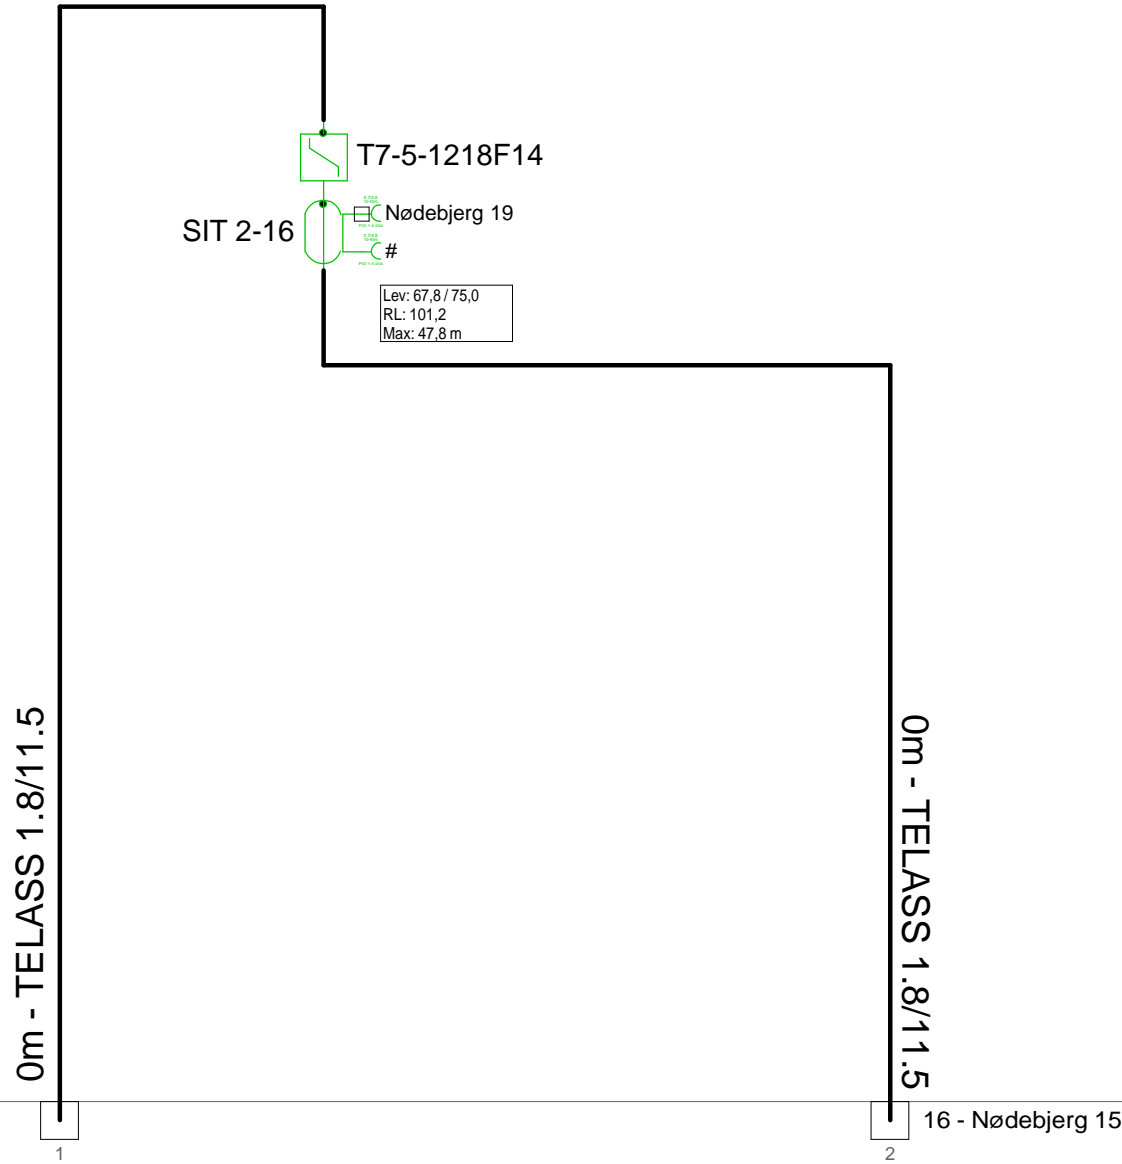 T7-5-1218F14
SIT 2-16
Nødebjerg 19
#
Lev: 67,8 / 75,0
RL: 101,2
Max: 47,8 m
0m - TELASS 1.8/11.5
0m - TELASS 1.8/11.5
16 - Nødebjerg 15
1
2